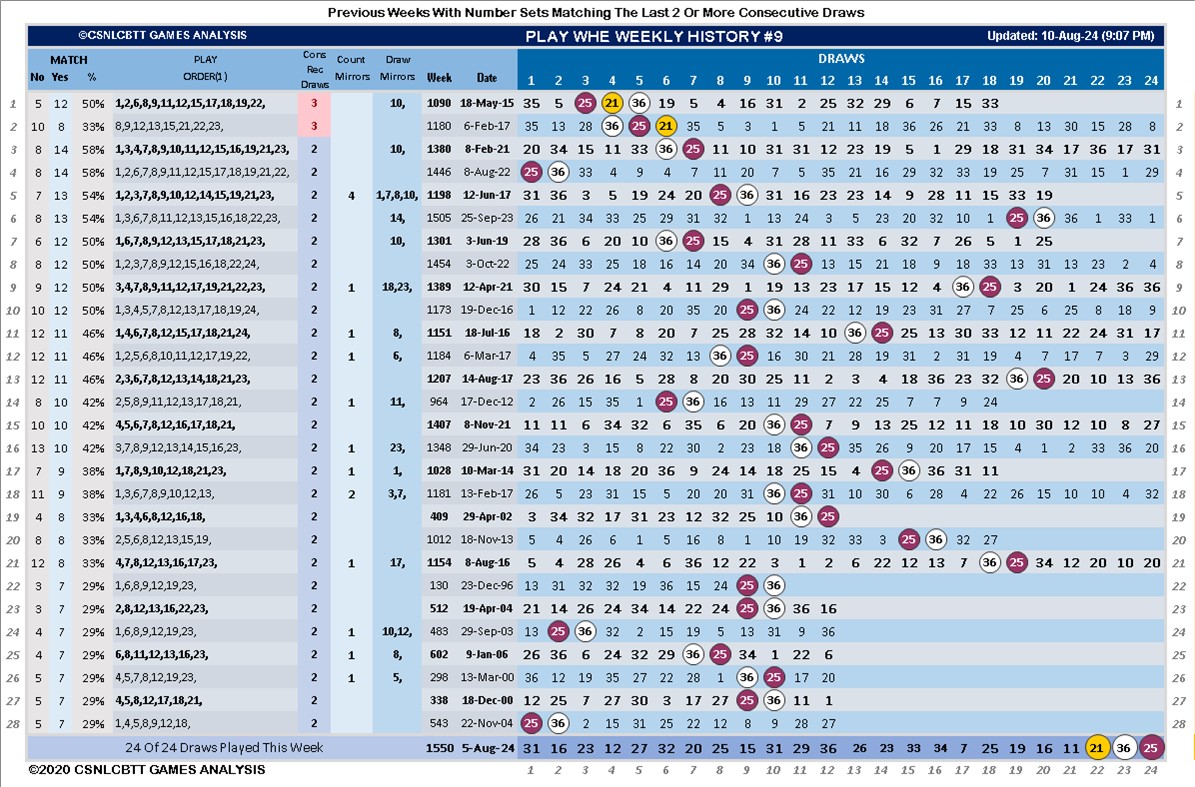 Previous Weeks With Number Sets Matching The Last 2 Or More Consecutive Draws
©CSNLCBTT GAMES ANALYSIS PLAY WHE WEEKLY HISTORY #9 Updated: 10-Aug-24 (9:07 PM)
MATCH PLAY Cons Count Draw DRAWS
No Yes % ORDER(1) Rec Draws Mirrors Mirrors Week Date 1 2 3 4 5 6 7 8 9 10 11 12 13 14 15 16 17 18 19 20 21 22 23 24
1 5 12 50% 1,2,6,8,9,11,12,15,17,18,19,22, 3 10, 1090 18-May-15 35 5 25 21 36 19 5 4 16 31 2 25 32 29 6 7 15 33 1
2 10 8 33% 8,9,12,13,15,21,22,23, 3 1180 6-Feb-17 35 13 28 36 25 21 35 5 3 1 5 21 11 18 36 26 21 33 8 13 30 15 28 8 2
3 8 14 58% 1,3,4,7,8,9,10,11,12,15,16,19,21,23, 2 10, 1380 8-Feb-21 20 34 15 11 33 36 25 11 10 31 31 12 14 23 19 5 1 29 18 31 34 17 36 17 31 3
4 8 14 58% 1,2,6,7,8,9,11,12,15,17,18,19,21,22, 2 1446 8-Aug-22 25 36 33 4 9 4 7 11 20 7 5 35 21 16 29 32 33 19 25 7 31 15 1 29 4
5 7 13 54% 1,2,3,7,8,9,10,12,14,15,19,21,23, 2 4 1,7,8,10, 1198 12-Jun-17 31 36 3 5 19 24 20 25 36 31 16 23 23 14 9 28 11 15 33 19 5
6 8 13 54% 1,3,6,7,8,11,12,13,15,16,18,22,23, 2 14, 1505 25-Sep-23 26 21 34 33 25 29 31 32 1 13 24 3 5 23 20 32 10 1 25 36 36 1 33 1 6
7 6 12 50% 1,6,7,8,9,12,13,15,17,18,21,23, 2 10, 1301 3-Jun-19 28 36 6 20 10 36 25 15 4 31 28 11 33 6 32 7 26 5 1 25 7
8 8 12 50% 1,2,3,7,8,9,12,15,16,18,22,24, 2 1454 3-Oct-22 25 24 33 25 18 16 14 20 34 36 25 13 15 21 18 9 18 33 13 31 13 23 2 4 8
9 9 12 50% 3,4,7,8,9,11,12,17,19,21,22,23, 2 1 18,23, 1389 12-Apr-21 30 15 7 24 21 4 11 29 1 19 13 23 17 15 12 4 36 25 3 20 1 24 36 36 9
10 10 12 50% 1,3,4,5,7,8,12,13,17,18,19,24, 2 1173 19-Dec-16 1 12 22 26 8 20 35 20 25 36 24 22 12 19 23 31 27 7 25 6 25 8 18 9 10
11 12 11 46% 1,4,6,7,8,12,15,17,18,21,24, 2 1 8, 1151 18-Jul-16 18 2 30 7 8 20 7 25 28 32 14 10 36 25 25 13 30 33 12 11 22 24 31 17 11
12 12 11 46% 1,2,5,6,8,10,11,12,17,19,22, 2 1 6, 1184 6-Mar-17 4 35 5 27 24 32 13 36 25 16 30 21 28 19 31 2 31 19 4 7 17 7 3 29 12
13 12 11 46% 2,3,6,7,8,12,13,14,18,21,23, 2 1207 14-Aug-17 23 36 26 16 5 28 8 20 30 25 11 2 3 4 18 36 23 32 36 25 20 10 13 36 13
14 8 10 42% 2,5,8,9,11,12,13,17,18,21, 2 1 11, 964 17-Dec-12 2 26 15 35 1 25 36 16 13 11 29 27 22 25 7 7 9 24 14
15 10 10 42% 4,5,6,7,8,12,16,17,18,21, 2 1407 8-Nov-21 11 11 6 34 32 6 35 6 20 36 25 7 9 13 25 12 11 18 10 30 12 10 8 27 15
16 13 10 42% 3,7,8,9,12,13,14,15,16,23, 2 1 23, 1348 29-Jun-20 34 23 3 15 8 22 30 2 23 11 36 25 35 26 9 20 17 15 4 1 2 33 36 20 16
17 7 9 38% 1,7,8,9,10,12,18,21,23, 2 1 1, 1028 10-Mar-14 31 20 14 18 20 36 9 24 14 18 25 15 4 25 36 36 31 11 17
18 11 9 38% 1,3,6,7,8,9,10,12,13, 2 2 3,7, 1181 13-Feb-17 26 5 23 31 15 5 20 20 31 36 25 31 10 30 6 28 4 22 26 15 10 10 4 32 18
19 4 8 33% 1,3,4,6,8,12,16,18, 2 409 29-Apr-02 3 34 32 17 31 23 12 32 25 10 36 25 19
20 8 8 33% 2,5,6,8,12,13,15,19, 2 1012 18-Nov-13 5 4 26 6 1 5 16 8 1 10 19 32 33 3 25 36 32 27 20
21 12 8 33% 4,7,8,12,13,16,17,23, 2 1 17, 1154 8-Aug-16 5 4 28 26 4 6 36 12 22 3 1 2 6 22 12 13 7 36 25 34 12 20 10 20 21
22 3 7 29% 1,6,8,9,12,19,23, 2 130 23-Dec-96 13 31 32 32 19 36 15 24 25 36 22
23 3 7 29% 2,8,12,13,16,22,23, 2 512 19-Apr-04 21 14 26 24 34 14 22 24 25 36 36 16 23
24 4 7 29% 1,6,8,9,12,19,23, 2 1 10,12, 483 29-Sep-03 13 25 36 32 2 15 19 5 13 31 9 36 24
25 4 7 29% 6,8,11,12,13,16,23, 2 1 8, 602 9-Jan-06 26 36 6 24 32 29 36 25 34 1 22 6 25
26 5 7 29% 4,5,7,8,12,19,23, 2 1 5, 298 13-Mar-00 36 12 19 35 27 22 28 1 36 25 17 20 26
27 5 7 29% 4,5,8,12,17,18,21, 2 338 18-Dec-00 12 25 7 27 30 3 17 27 25 36 11 1 27
28 5 7 29% 1,4,5,8,9,12,18, 2 543 22-Nov-04 25 36 2 15 31 25 22 12 8 9 28 27 28
24 Of 24 Draws Played This Week 1550 5-Aug-24 31 16 23 12 27 32 20 25 15 31 29 36 26 23 33 34 7 25 19 16 11 21 36 25
©2020 CSNLCBTT GAMES ANALYSIS 1 2 3 4 5 6 7 8 9 10 11 12 13 14 15 16 17 18 19 20 21 22 23 24